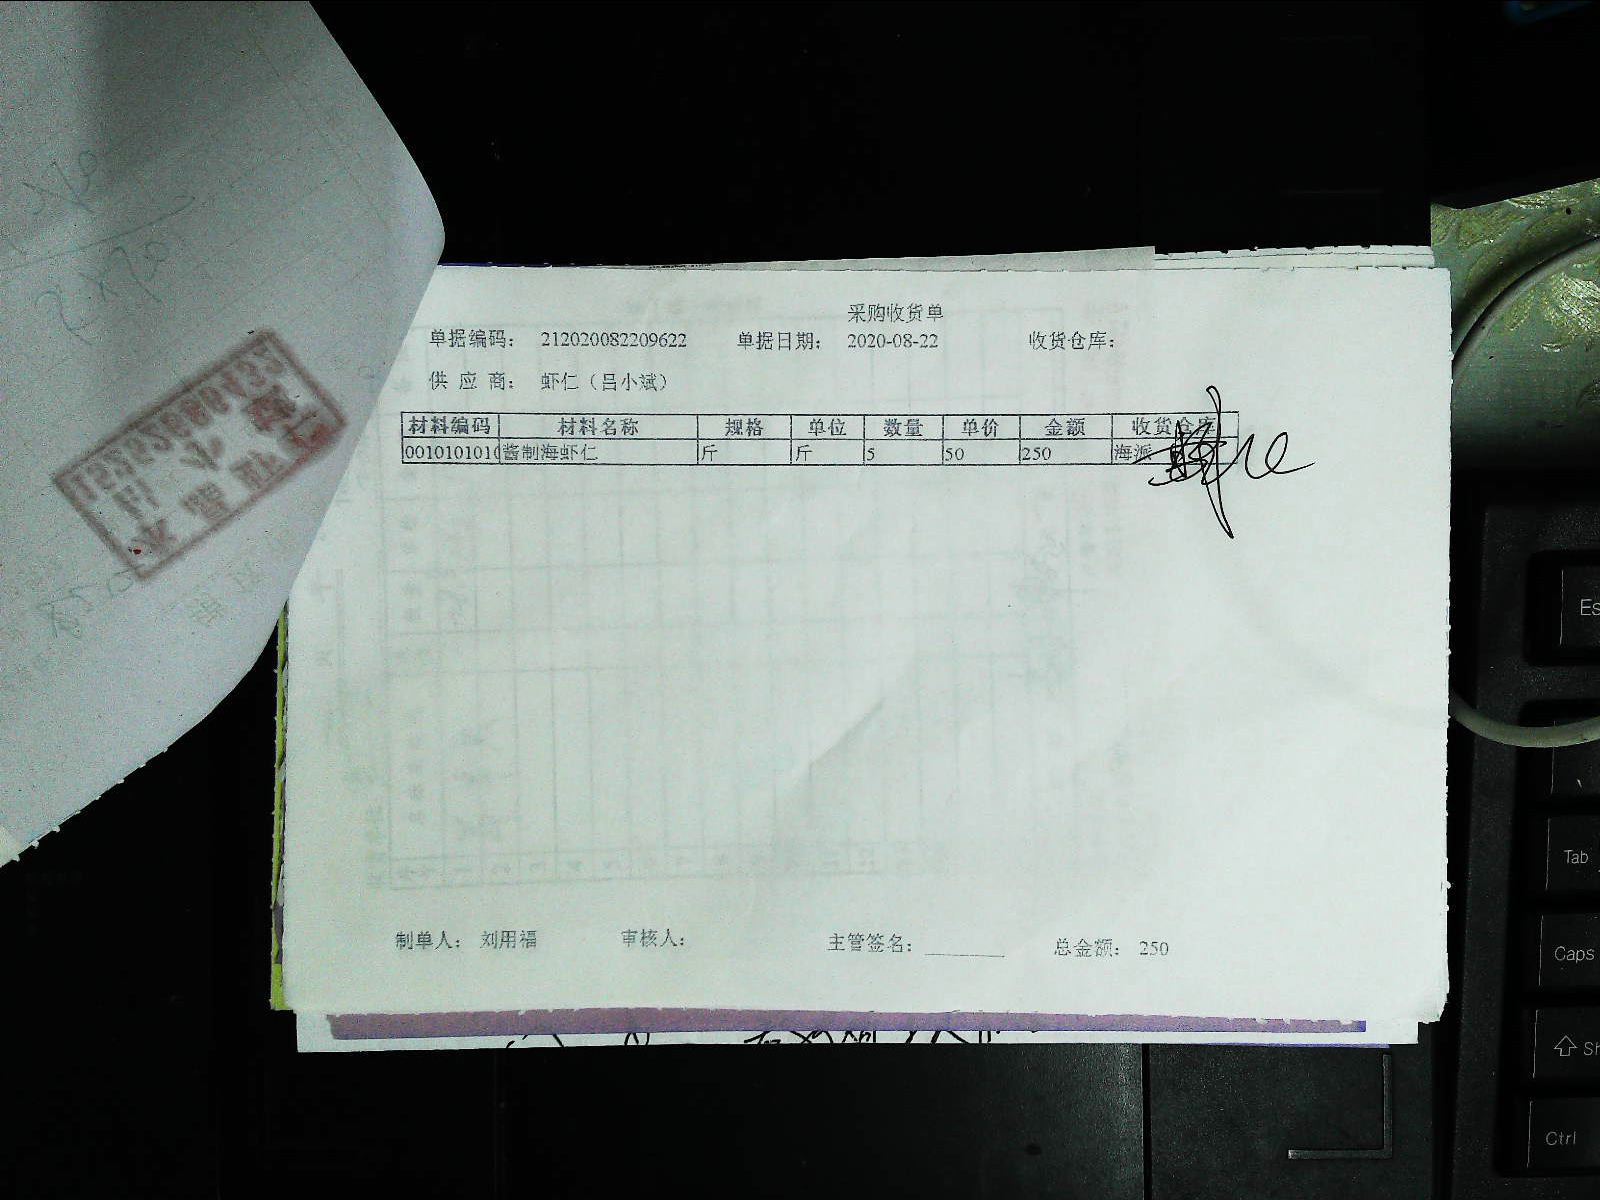 采购收货单
单据编码： 212020082209622 单据日期： 2020-08-22 收货仓库：
供 应 商： 虾仁（吕小斌）
材料编码 材料名称 规格 单位 数量 单价 金额 收货仓库
0010101010 酱制海虾仁 斤 斤 5 50 250 海派
制单人： 刘用福 审核人： 主管签名： 总金额： 250
Tab
Caps
Ctrl